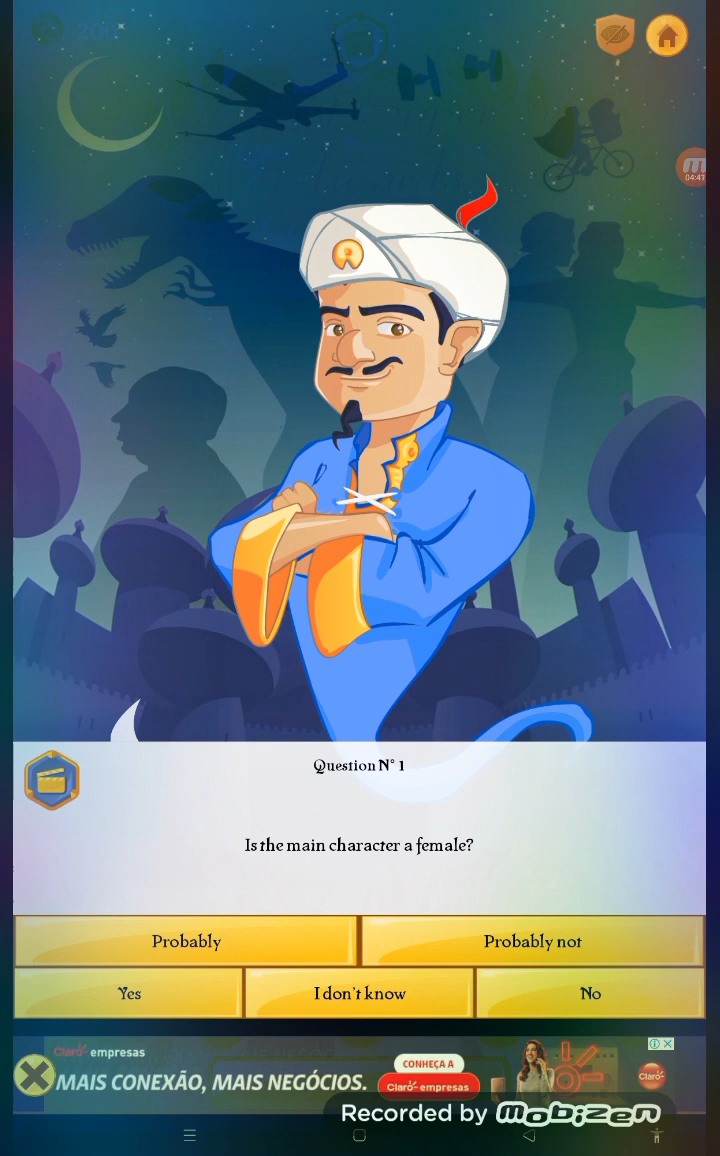 04:47
Question N° 1
Is the main character a female?
Probably
Probably not
Yes
I don't know
No
Claro empresas
MAIS CONEXÃO, MAIS NEGÓCIOS.
CONHEÇA A
Claro empresas
Claro
Recorded by mobizen